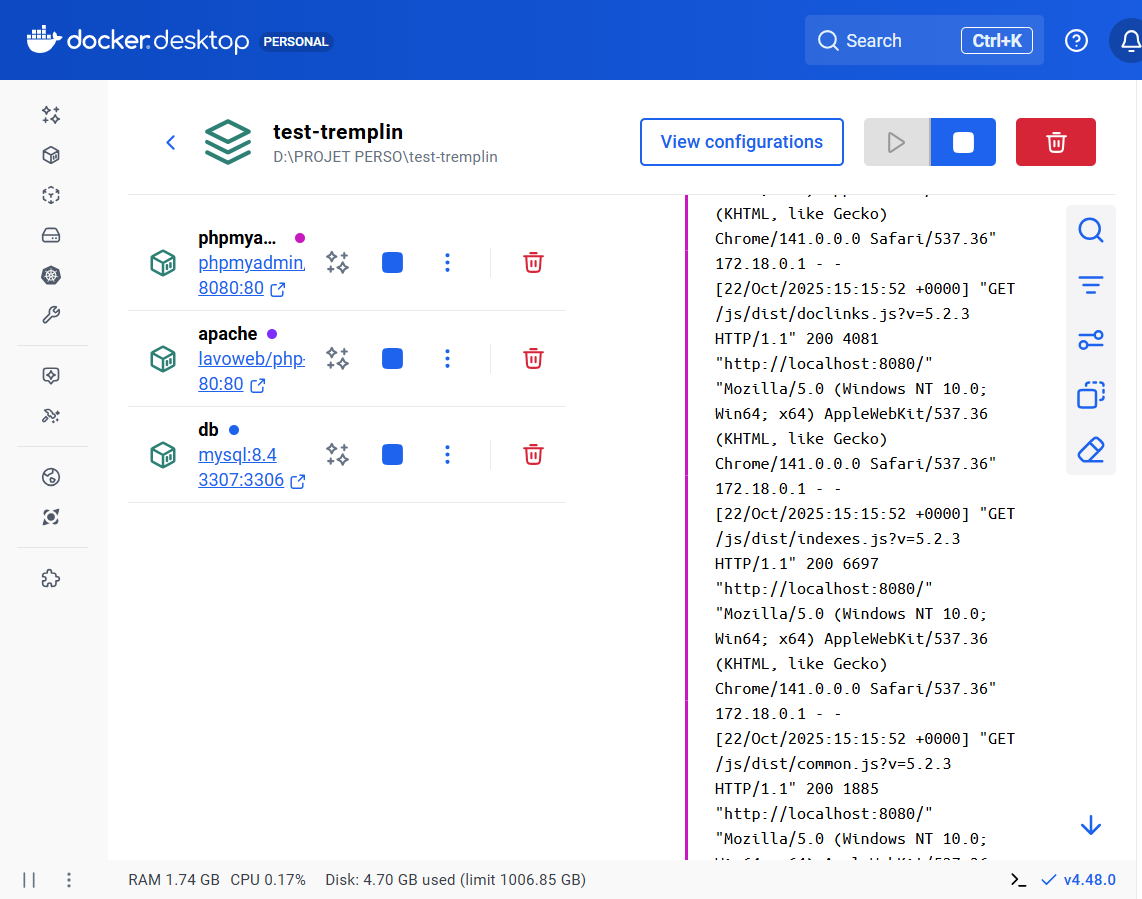 docker.desktop PERSONAL
Search Ctrl+K
test-tremplin
D:\PROJET PERSO\test-tremplin
View configurations
phpmya...
phpmyadmin/
8080:80
apache
lavoweb/php-
80:80
db
mysql:8.4
3307:3306
(KHTML, like Gecko)
Chrome/141.0.0.0 Safari/537.36"
172.18.0.1 - -
[22/Oct/2025:15:15:52 +0000] "GET
/js/dist/doclinks.js?v=5.2.3
HTTP/1.1" 200 4081
"http://localhost:8080/"
"Mozilla/5.0 (Windows NT 10.0;
Win64; x64) AppleWebKit/537.36
(KHTML, like Gecko)
Chrome/141.0.0.0 Safari/537.36"
172.18.0.1 - -
[22/Oct/2025:15:15:52 +0000] "GET
/js/dist/indexes.js?v=5.2.3
HTTP/1.1" 200 6697
"http://localhost:8080/"
"Mozilla/5.0 (Windows NT 10.0;
Win64; x64) AppleWebKit/537.36
(KHTML, like Gecko)
Chrome/141.0.0.0 Safari/537.36"
172.18.0.1 - -
[22/Oct/2025:15:15:52 +0000] "GET
/js/dist/common.js?v=5.2.3
HTTP/1.1" 200 1885
"http://localhost:8080/"
"Mozilla/5.0 (Windows NT 10.0;
RAM 1.74 GB CPU 0.17% Disk: 4.70 GB used (limit 1006.85 GB)
v4.48.0